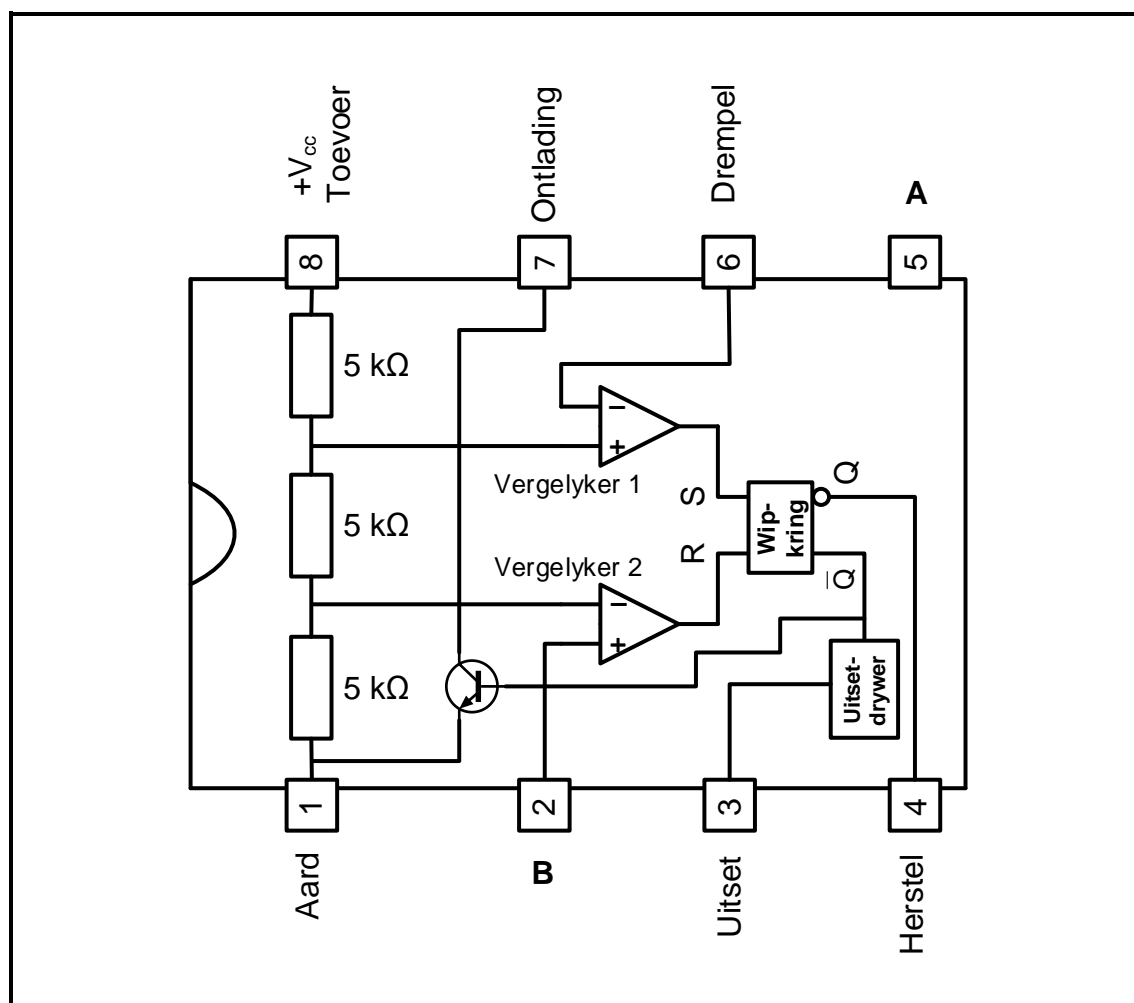 +Vcc
Toevoer
Ontlading
Drempel
A
8
7
6
5
5 kΩ
5 kΩ
5 kΩ
−
+
Vergelyker 1
Vergelyker 2
−
+
S
R
Wip-
kring
Q
Q̅
Uitset-
drywer
1
2
3
4
Aard
B
Uitset
Herstel